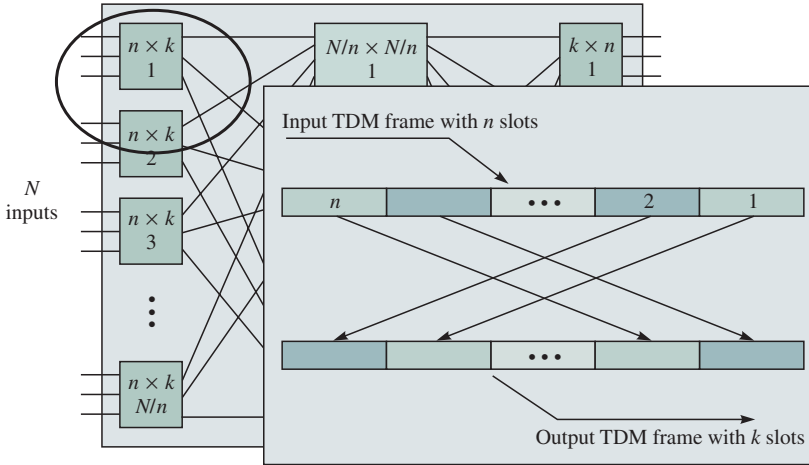 n × k
1
N/n × N/n
1
k × n
1
n × k
2
N
inputs
n × k
3
n × k
N/n
Input TDM frame with n slots
n
•••
2
1
•••
Output TDM frame with k slots